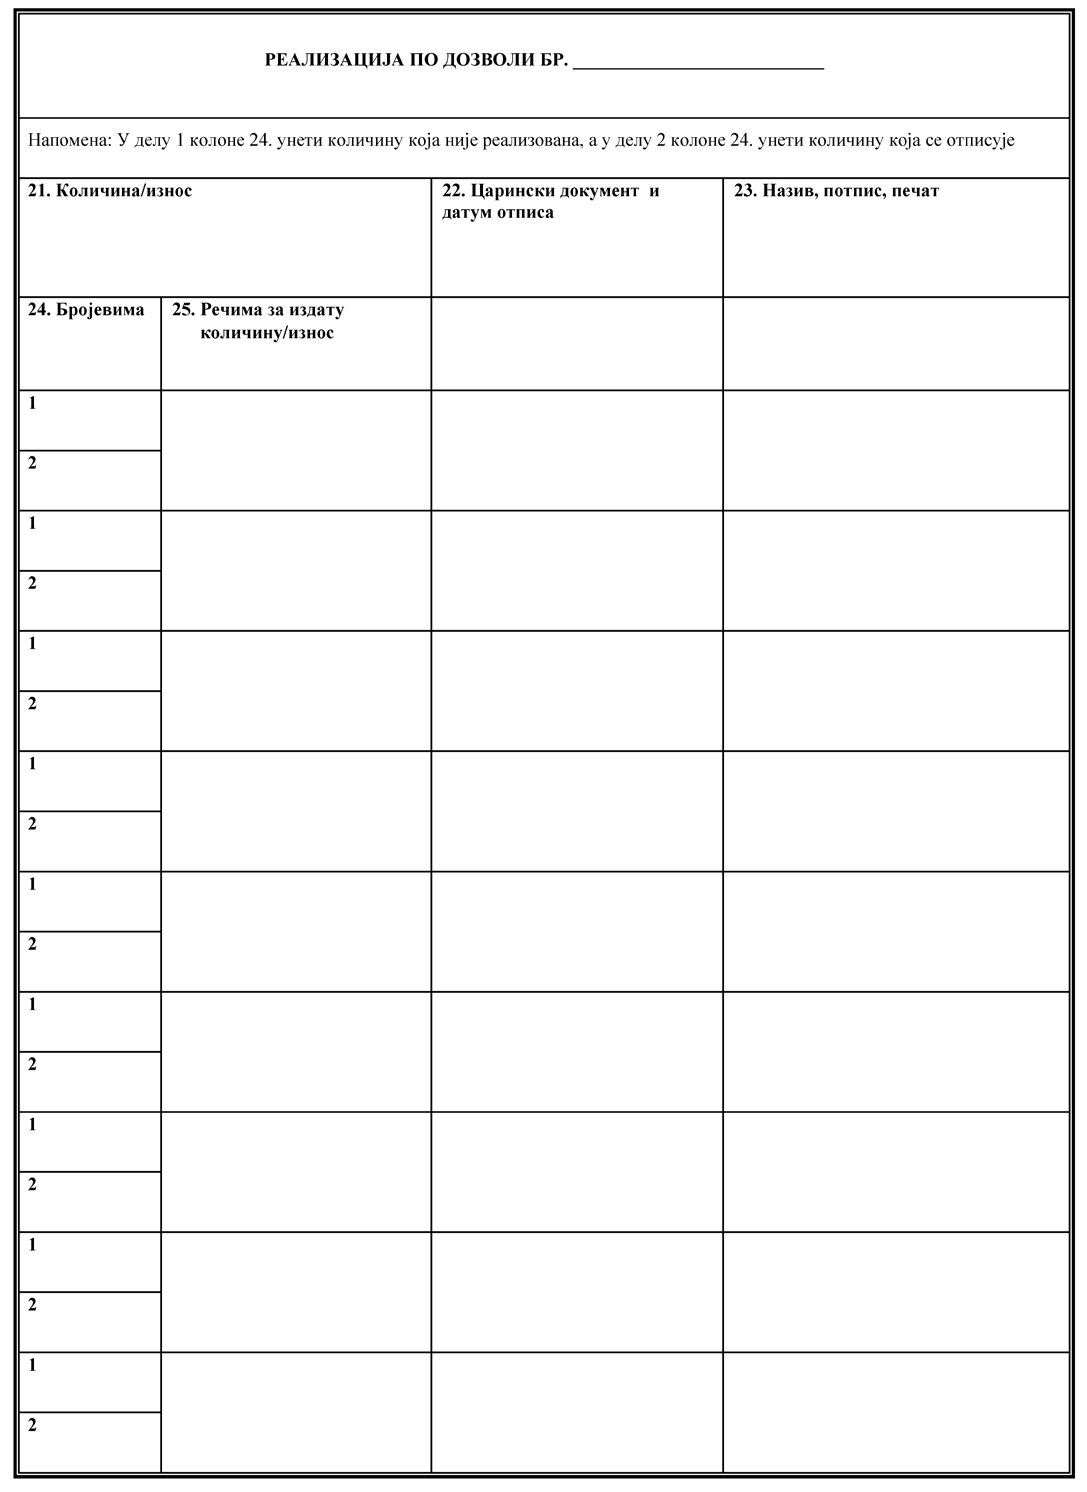 РЕАЛИЗАЦИЈА ПО ДОЗВОЛИ БР. ___________________________
Напомена: У делу 1 колоне 24. унети количину која није реализована, а у делу 2 колоне 24. унети количину која се отписује
21. Количина/износ
22. Царински документ и
датум отписа
23. Назив, потпис, печат
24. Бројевима
25. Речима за издату
количину/износ
1
2
1
2
1
2
1
2
1
2
1
2
1
2
1
2
1
2